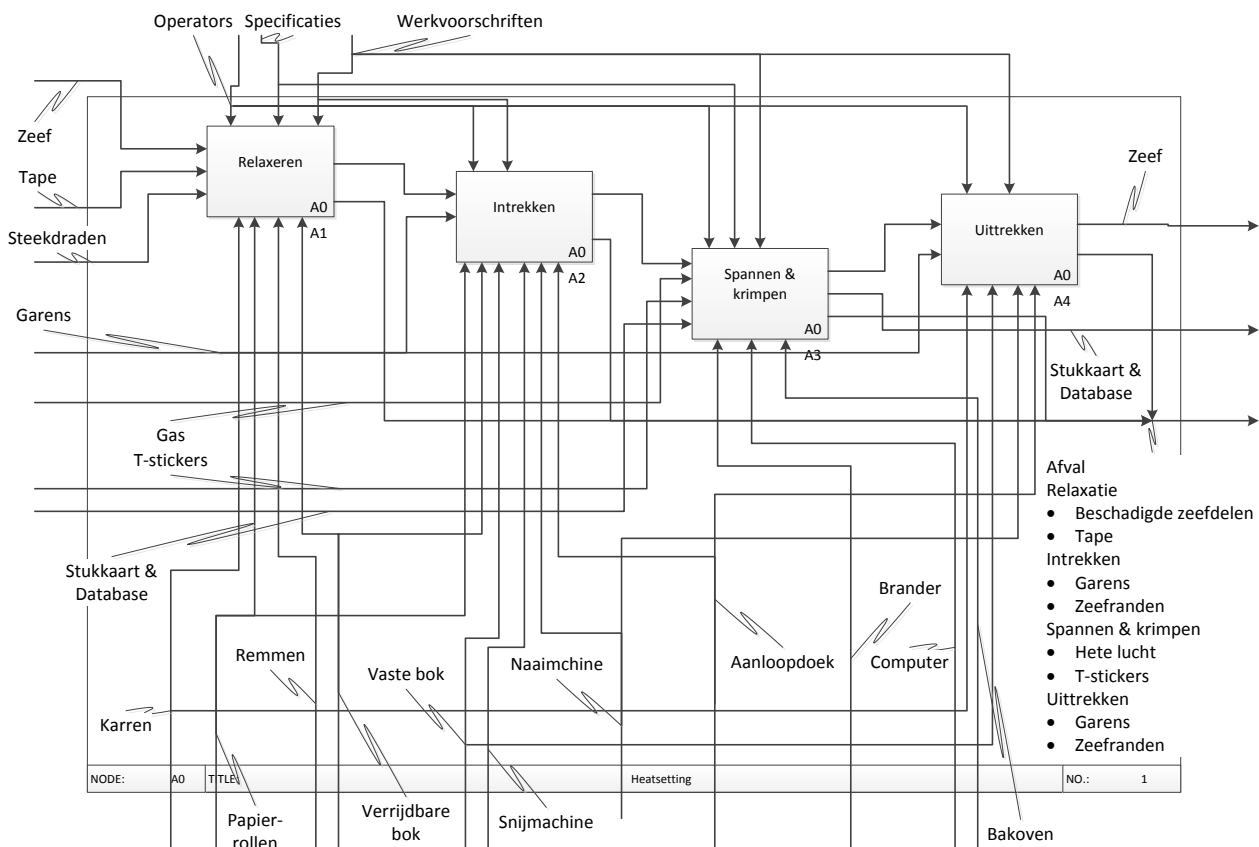 Operators
Specificaties
Werkvoorschriften
Zeef
Tape
Steekdraden
Garens
Gas
T-stickers
Stukkaart &
Database
Relaxeren
A0
A1
Intrekken
A0
A2
Spannen &
krimpen
A0
A3
Uittrekken
A0
A4
Zeef
Stukkaart &
Database
Afval
Relaxatie
• Beschadigde zeefdelen
• Tape
Intrekken
• Garens
• Zeefranden
Spannen & krimpen
• Hete lucht
• T-stickers
Uittrekken
• Garens
• Zeefranden
Karren
Remmen
Vaste bok
Naaimchine
Aanloopdoek
Brander
Computer
NODE: A0 TITLE: Heatsetting NO.: 1
Papier-
rollen
Verrijdbare
bok
Snijmachine
Bakoven